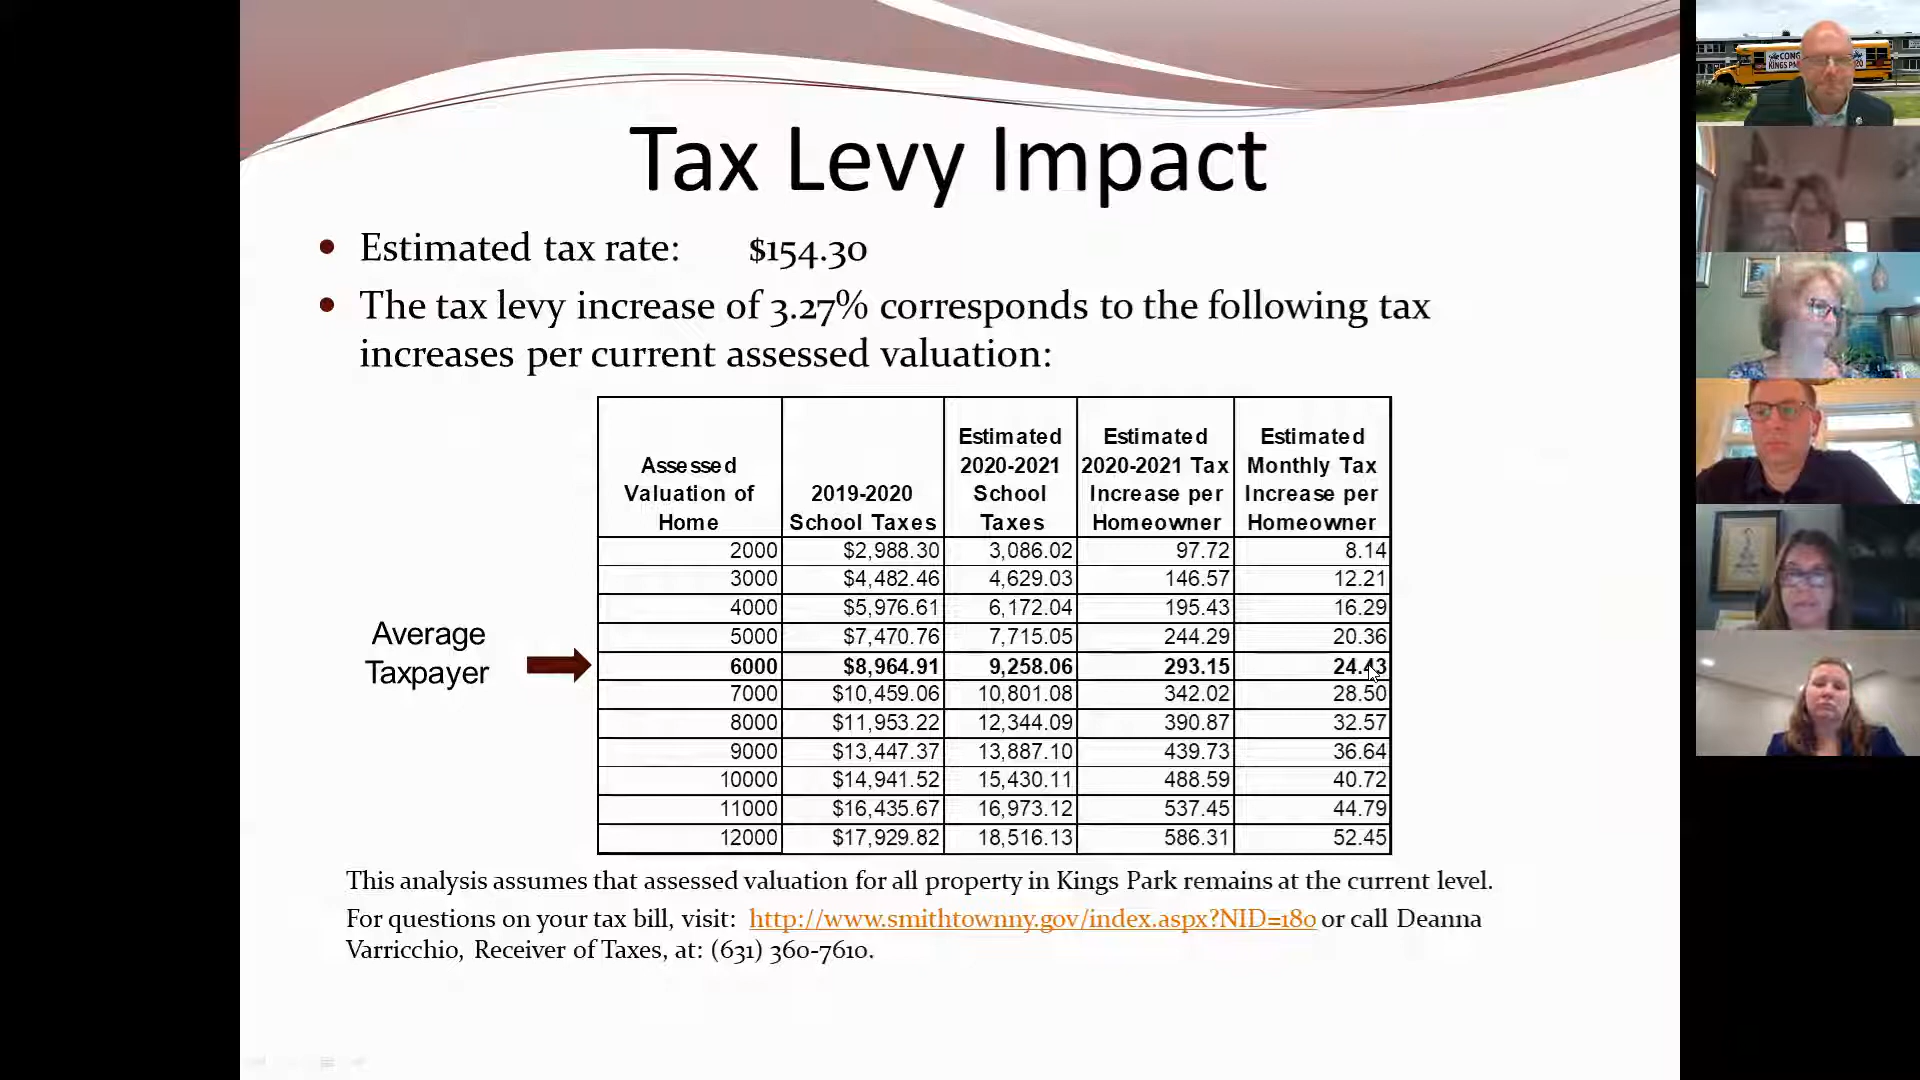 Tax Levy Impact
• Estimated tax rate: $154.30
• The tax levy increase of 3.27% corresponds to the following tax
increases per current assessed valuation:
Assessed Valuation of Home 2019-2020 School Taxes Estimated 2020-2021 School Taxes Estimated 2020-2021 Tax Increase per Homeowner Estimated Monthly Tax Increase per Homeowner
2000 $2,988.30 3,086.02 97.72 8.14
3000 $4,482.46 4,629.03 146.57 12.21
4000 $5,976.61 6,172.04 195.43 16.29
5000 $7,470.76 7,715.05 244.29 20.36
Average
Taxpayer
6000 $8,964.91 9,258.06 293.15 24.43
7000 $10,459.06 10,801.08 342.02 28.50
8000 $11,953.22 12,344.09 390.87 32.57
9000 $13,447.37 13,887.10 439.73 36.64
10000 $14,941.52 15,430.11 488.59 40.72
11000 $16,435.67 16,973.12 537.45 44.79
12000 $17,929.82 18,516.13 586.31 52.45
This analysis assumes that assessed valuation for all property in Kings Park remains at the current level.
For questions on your tax bill, visit: http://www.smithtownny.gov/index.aspx?NID=180 or call Deanna
Varricchio, Receiver of Taxes, at: (631) 360-7610.